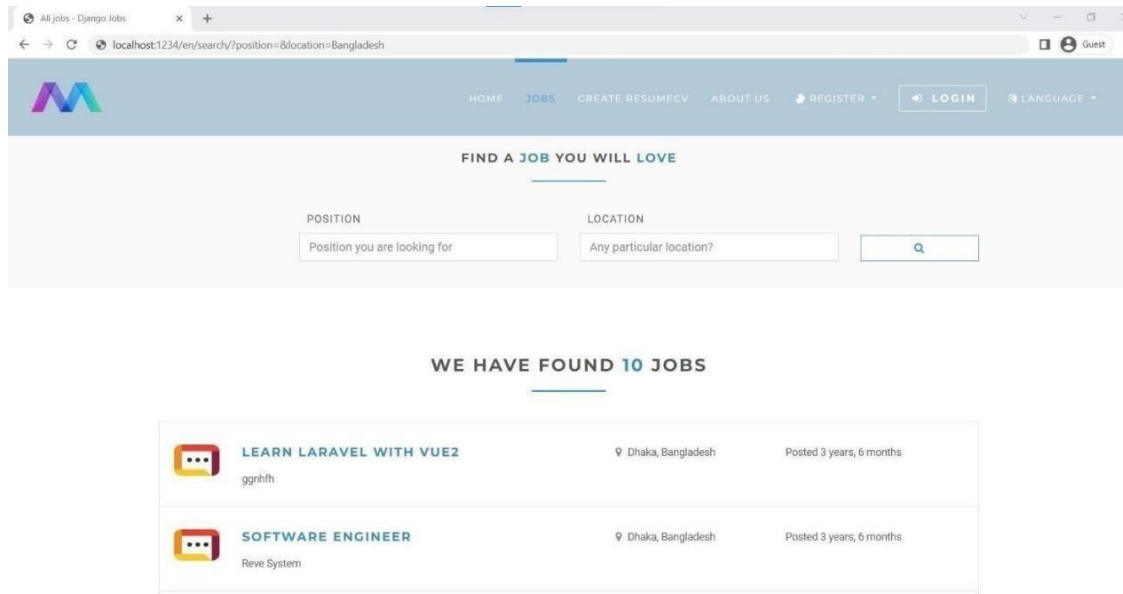 All jobs - Django Jobs
localhost:1234/en/search/?position=&location=Bangladesh
Guest
HOME JOBS CREATE RESUMECV ABOUT US REGISTER LOGIN LANGUAGE
FIND A JOB YOU WILL LOVE
POSITION LOCATION
Position you are looking for Any particular location?
WE HAVE FOUND 10 JOBS
LEARN LARAVEL WITH VUE2 Dhaka, Bangladesh Posted 3 years, 6 months
ggnhfh
SOFTWARE ENGINEER Dhaka, Bangladesh Posted 3 years, 6 months
Reve System